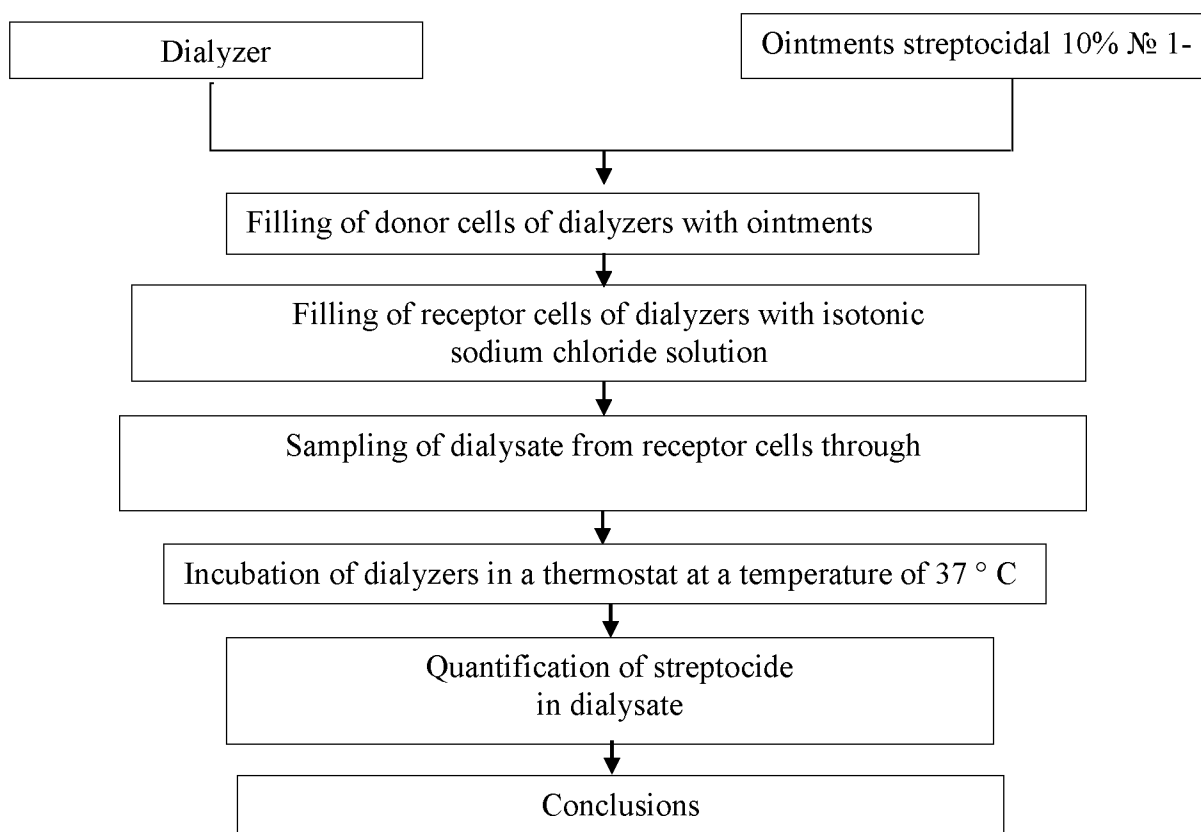 Dialyzer
Ointments streptocidal 10% № 1-
Filling of donor cells of dialyzers with ointments
Filling of receptor cells of dialyzers with isotonic
sodium chloride solution
Sampling of dialysate from receptor cells through
Incubation of dialyzers in a thermostat at a temperature of 37 ° C
Quantification of streptocide
in dialysate
Conclusions